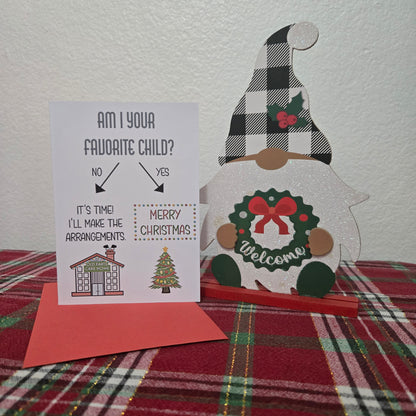 AM I YOUR
FAVORITE CHILD?
NO
YES
IT'S TIME!
I'LL MAKE THE
ARRANGEMENTS.
MERRY
CHRISTMAS
Welcome